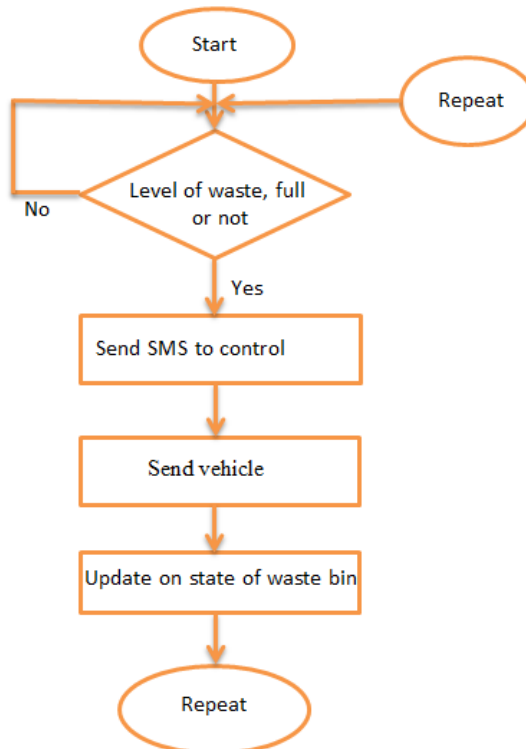 Start
Repeat
Level of waste, full
or not
No
Yes
Send SMS to control
Send vehicle
Update on state of waste bin
Repeat